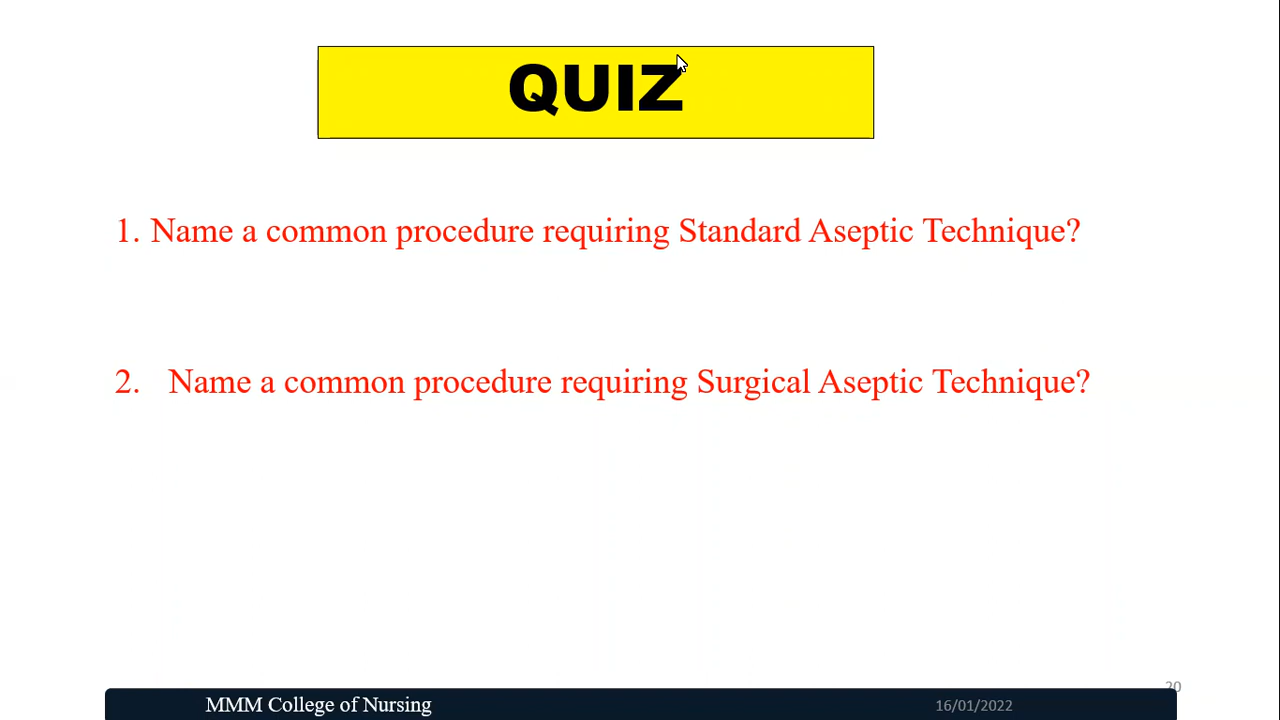 QUIZ
1. Name a common procedure requiring Standard Aseptic Technique?
2. Name a common procedure requiring Surgical Aseptic Technique?
20
MMM College of Nursing
16/01/2022